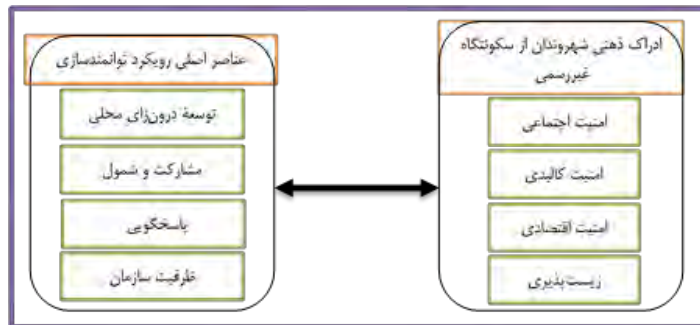 ادراک ذهنی شهروندان از سکونتگاه
غیررسمی
امنیت اجتماعی
امنیت کالبدی
امنیت اقتصادی
زیست‌پذیری
عناصر اصلی رویکرد توانمندسازی
توسعۀ درون‌زای محلی
مشارکت و شمول
پاسخگویی
ظرفیت سازمان